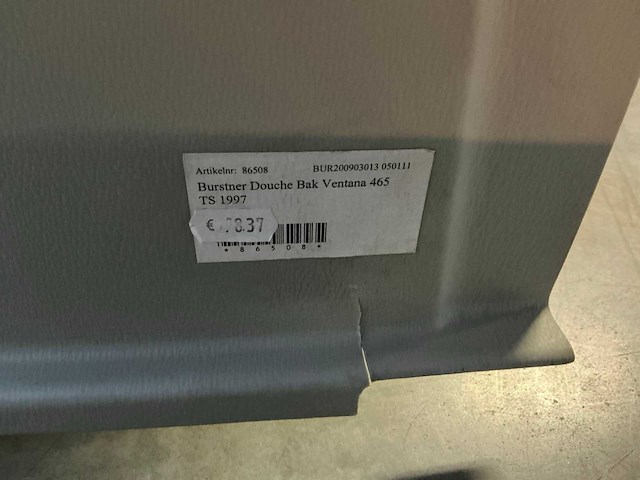 Artikelnr: 86508 BUR200903013 050111
Burstner Douche Bak Ventana 465
TS 1997
*86508*